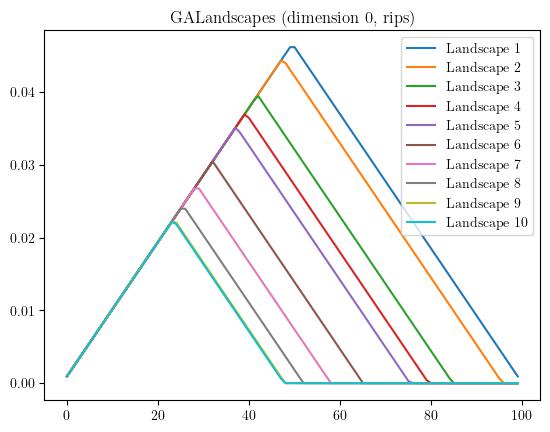 GALandscapes (dimension 0, rips)
Landscape 1
Landscape 2
Landscape 3
Landscape 4
Landscape 5
Landscape 6
Landscape 7
Landscape 8
Landscape 9
Landscape 10
0.04
0.03
0.02
0.01
0.00
0 20 40 60 80 100